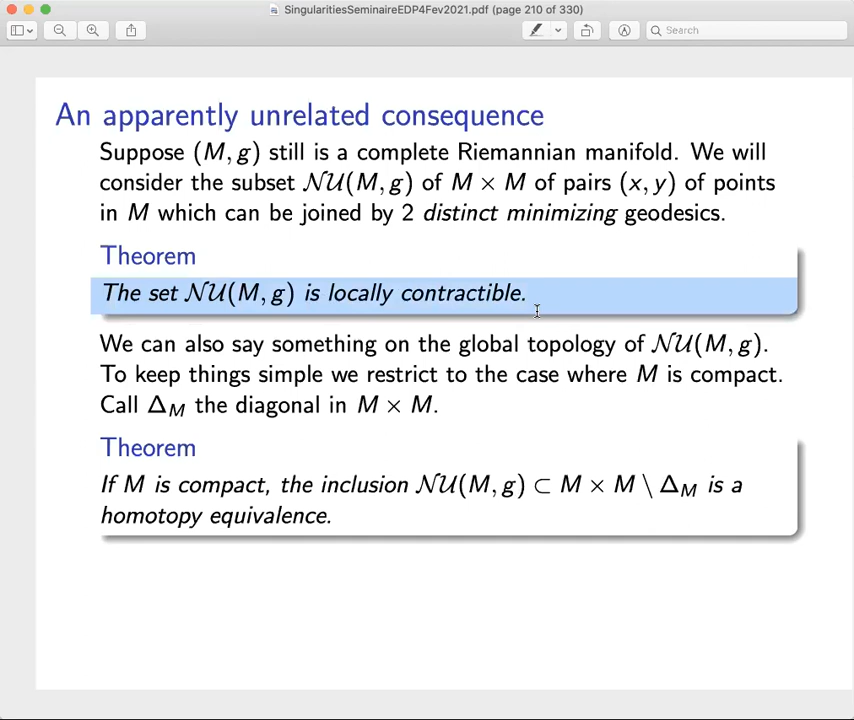 SingularitiesSeminaireEDP4Fev2021.pdf (page 210 of 330)
Search
An apparently unrelated consequence
Suppose (M, g) still is a complete Riemannian manifold. We will
consider the subset 𝒩𝒰(M, g) of M × M of pairs (x, y) of points
in M which can be joined by 2 distinct minimizing geodesics.
Theorem
The set 𝒩𝒰(M, g) is locally contractible.
We can also say something on the global topology of 𝒩𝒰(M, g).
To keep things simple we restrict to the case where M is compact.
Call Δ_M the diagonal in M × M.
Theorem
If M is compact, the inclusion 𝒩𝒰(M, g) ⊂ M × M \ Δ_M is a
homotopy equivalence.